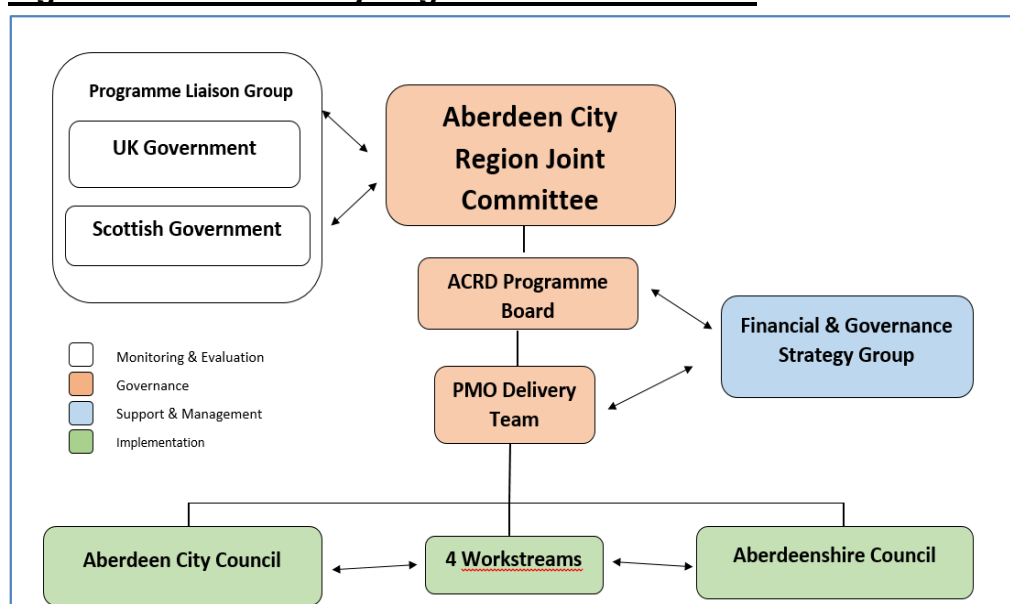 Programme Liaison Group
UK Government
Scottish Government
Aberdeen City
Region Joint
Committee
ACRD Programme
Board
Financial & Governance
Strategy Group
PMO Delivery
Team
Monitoring & Evaluation
Governance
Support & Management
Implementation
Aberdeen City Council
4 Workstreams
Aberdeenshire Council